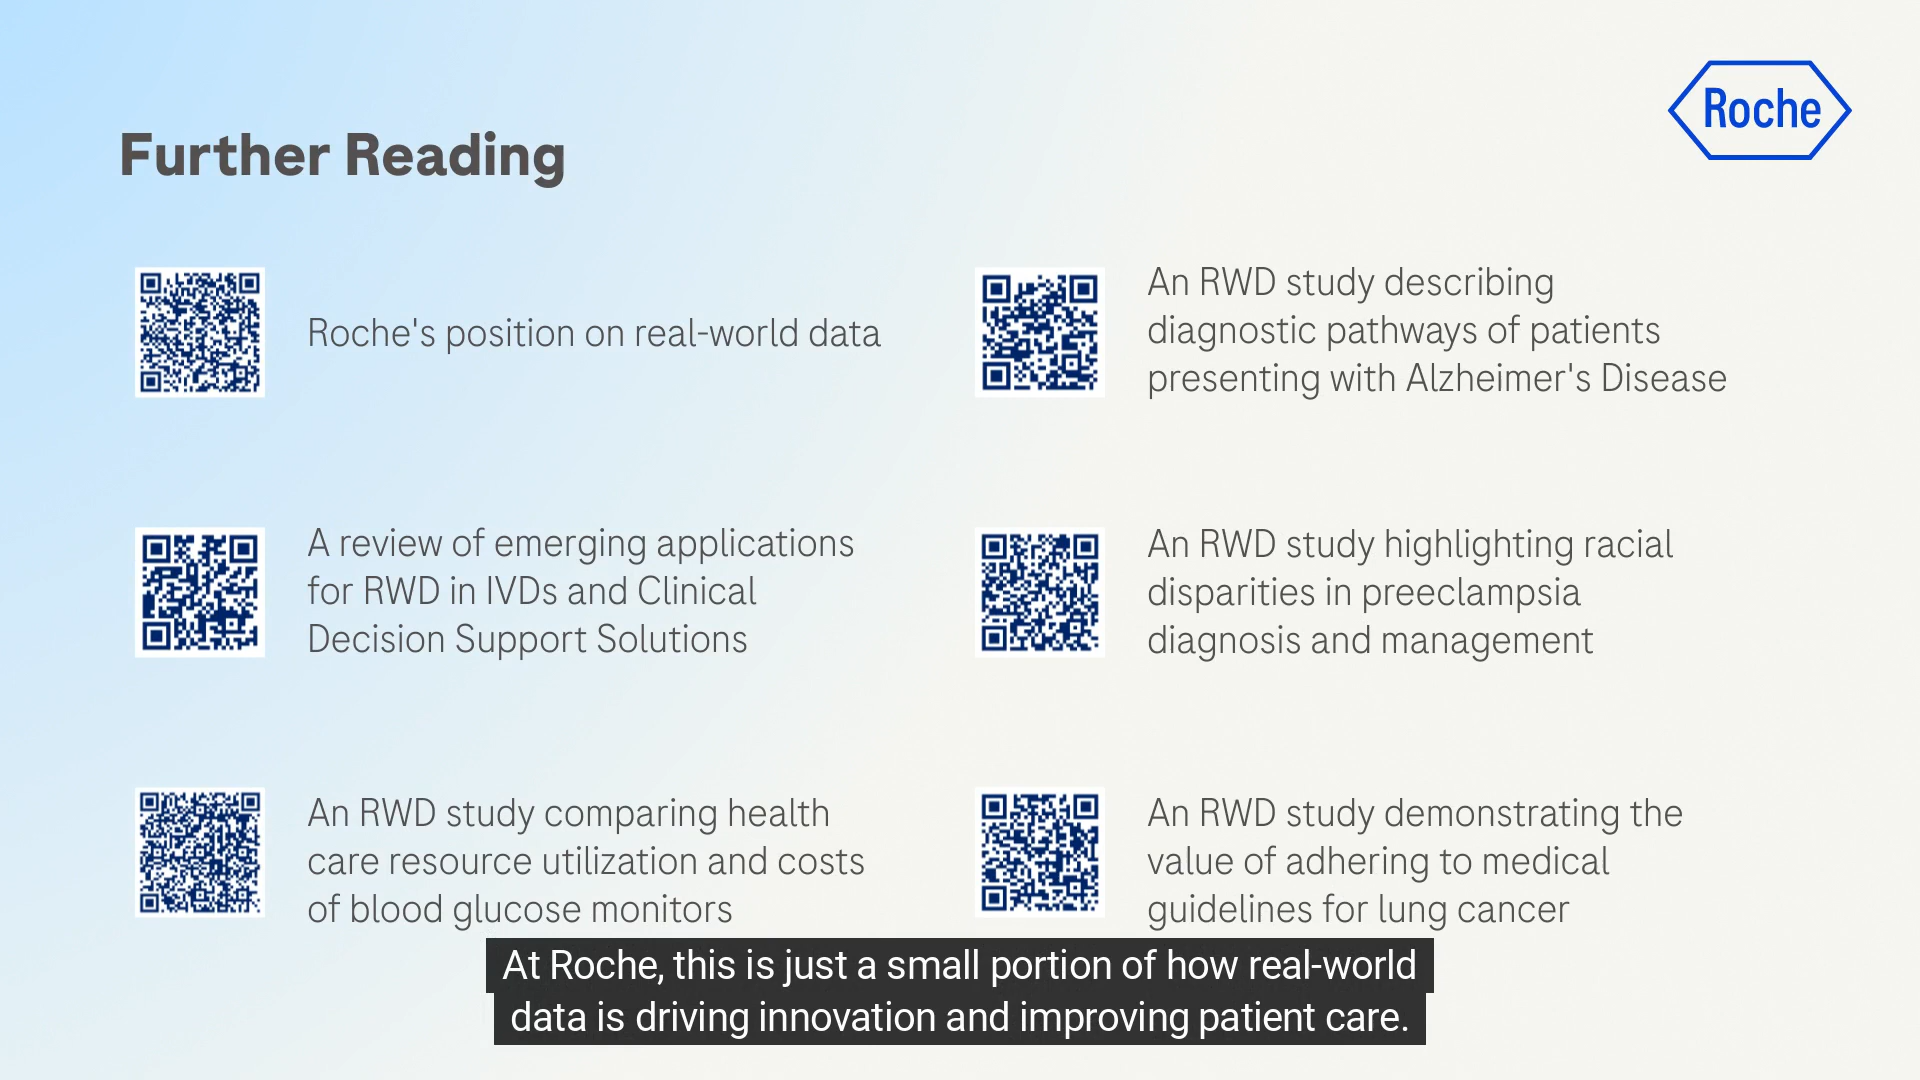 Roche
Further Reading
Roche's position on real-world data
An RWD study describing
diagnostic pathways of patients
presenting with Alzheimer's Disease
A review of emerging applications
for RWD in IVDs and Clinical
Decision Support Solutions
An RWD study highlighting racial
disparities in preeclampsia
diagnosis and management
An RWD study comparing health
care resource utilization and costs
of blood glucose monitors
An RWD study demonstrating the
value of adhering to medical
guidelines for lung cancer
At Roche, this is just a small portion of how real-world
data is driving innovation and improving patient care.